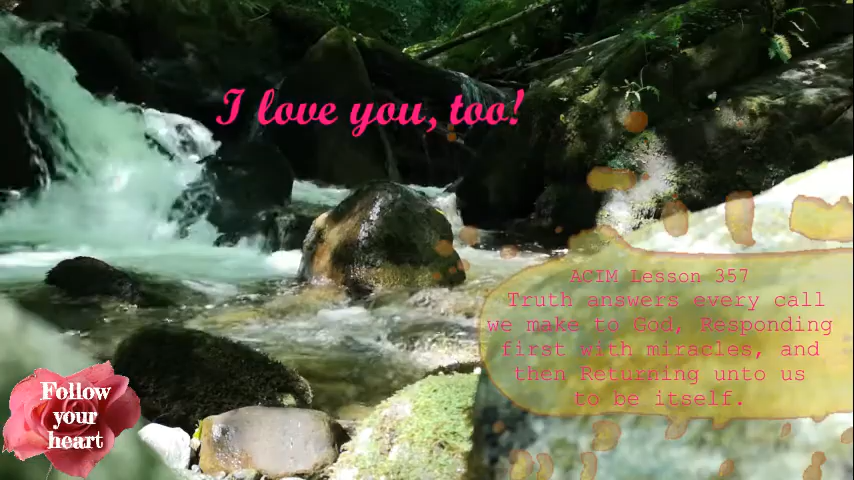 I love you, too!
ACIM Lesson 357
Truth answers every call
we make to God, Responding
first with miracles, and
then Returning unto us
to be itself.
Follow
your
heart